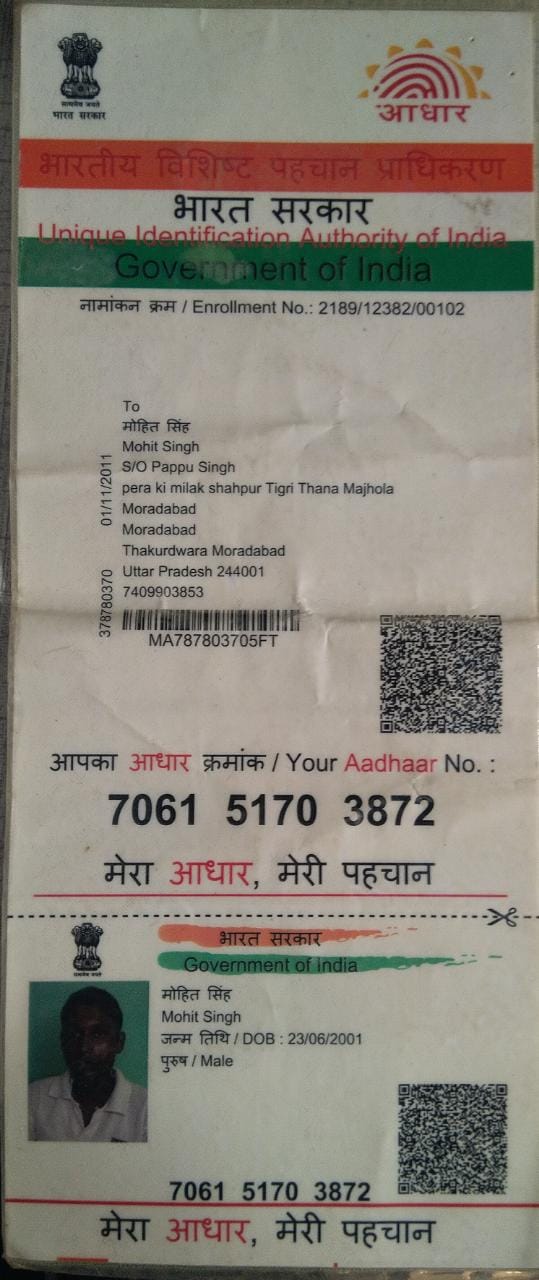 सत्यमेव जयते
भारत सरकार
आधार
भारतीय विशिष्ट पहचान प्राधिकरण
भारत सरकार
Unique Identification Authority of India
Government of India
नामांकन क्रम / Enrollment No.: 2189/12382/00102
To
मोहित सिंह
Mohit Singh
S/O Pappu Singh
pera ki milak shahpur Tigri Thana Majhola
Moradabad
Moradabad
Thakurdwara Moradabad
Uttar Pradesh 244001
7409903853
01/11/2011
378780370
MA787803705FT
आपका आधार क्रमांक / Your Aadhaar No. :
7061 5170 3872
मेरा आधार, मेरी पहचान
सत्यमेव जयते
भारत सरकार
Government of India
मोहित सिंह
Mohit Singh
जन्म तिथि / DOB : 23/06/2001
पुरुष / Male
7061 5170 3872
मेरा आधार, मेरी पहचान